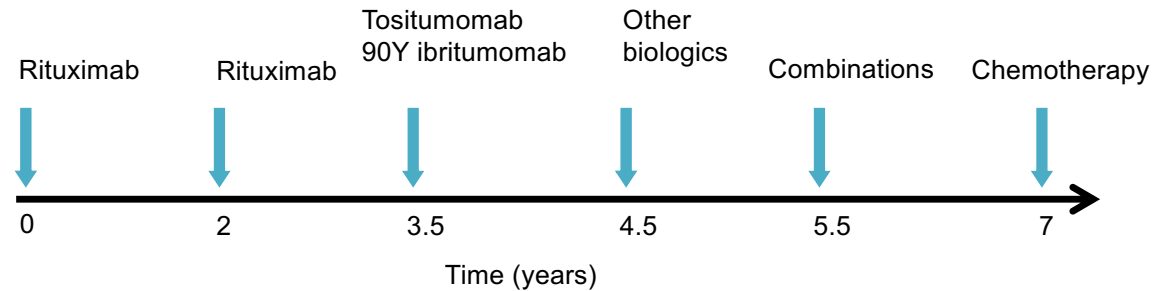 Rituximab
Rituximab
Tositumomab
90Y ibritumomab
Other
biologics
Combinations
Chemotherapy
0
2
3.5
4.5
5.5
7
Time (years)